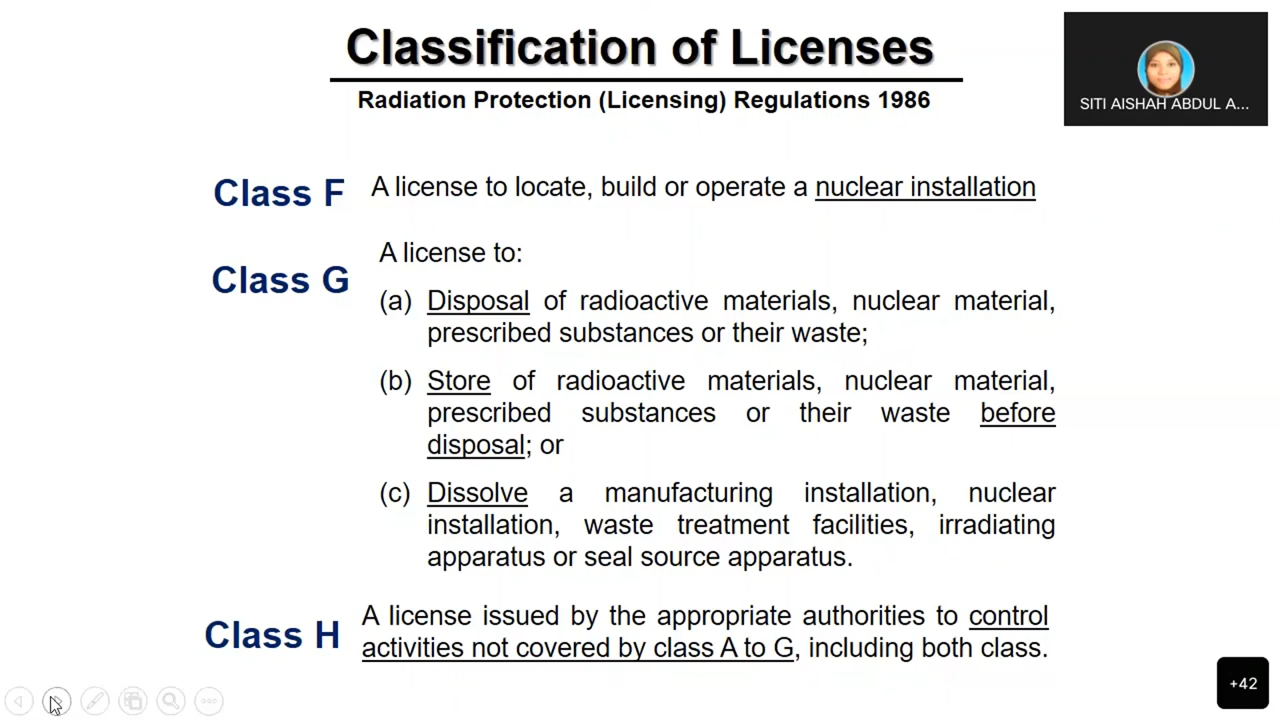 Classification of Licenses
Radiation Protection (Licensing) Regulations 1986
SITI AISHAH ABDUL A...
Class F
A license to locate, build or operate a nuclear installation
Class G
A license to:
(a) Disposal of radioactive materials, nuclear material,
prescribed substances or their waste;
(b) Store of radioactive materials, nuclear material,
prescribed substances or their waste before
disposal; or
(c) Dissolve a manufacturing installation, nuclear
installation, waste treatment facilities, irradiating
apparatus or seal source apparatus.
Class H
A license issued by the appropriate authorities to control
activities not covered by class A to G, including both class.
+42